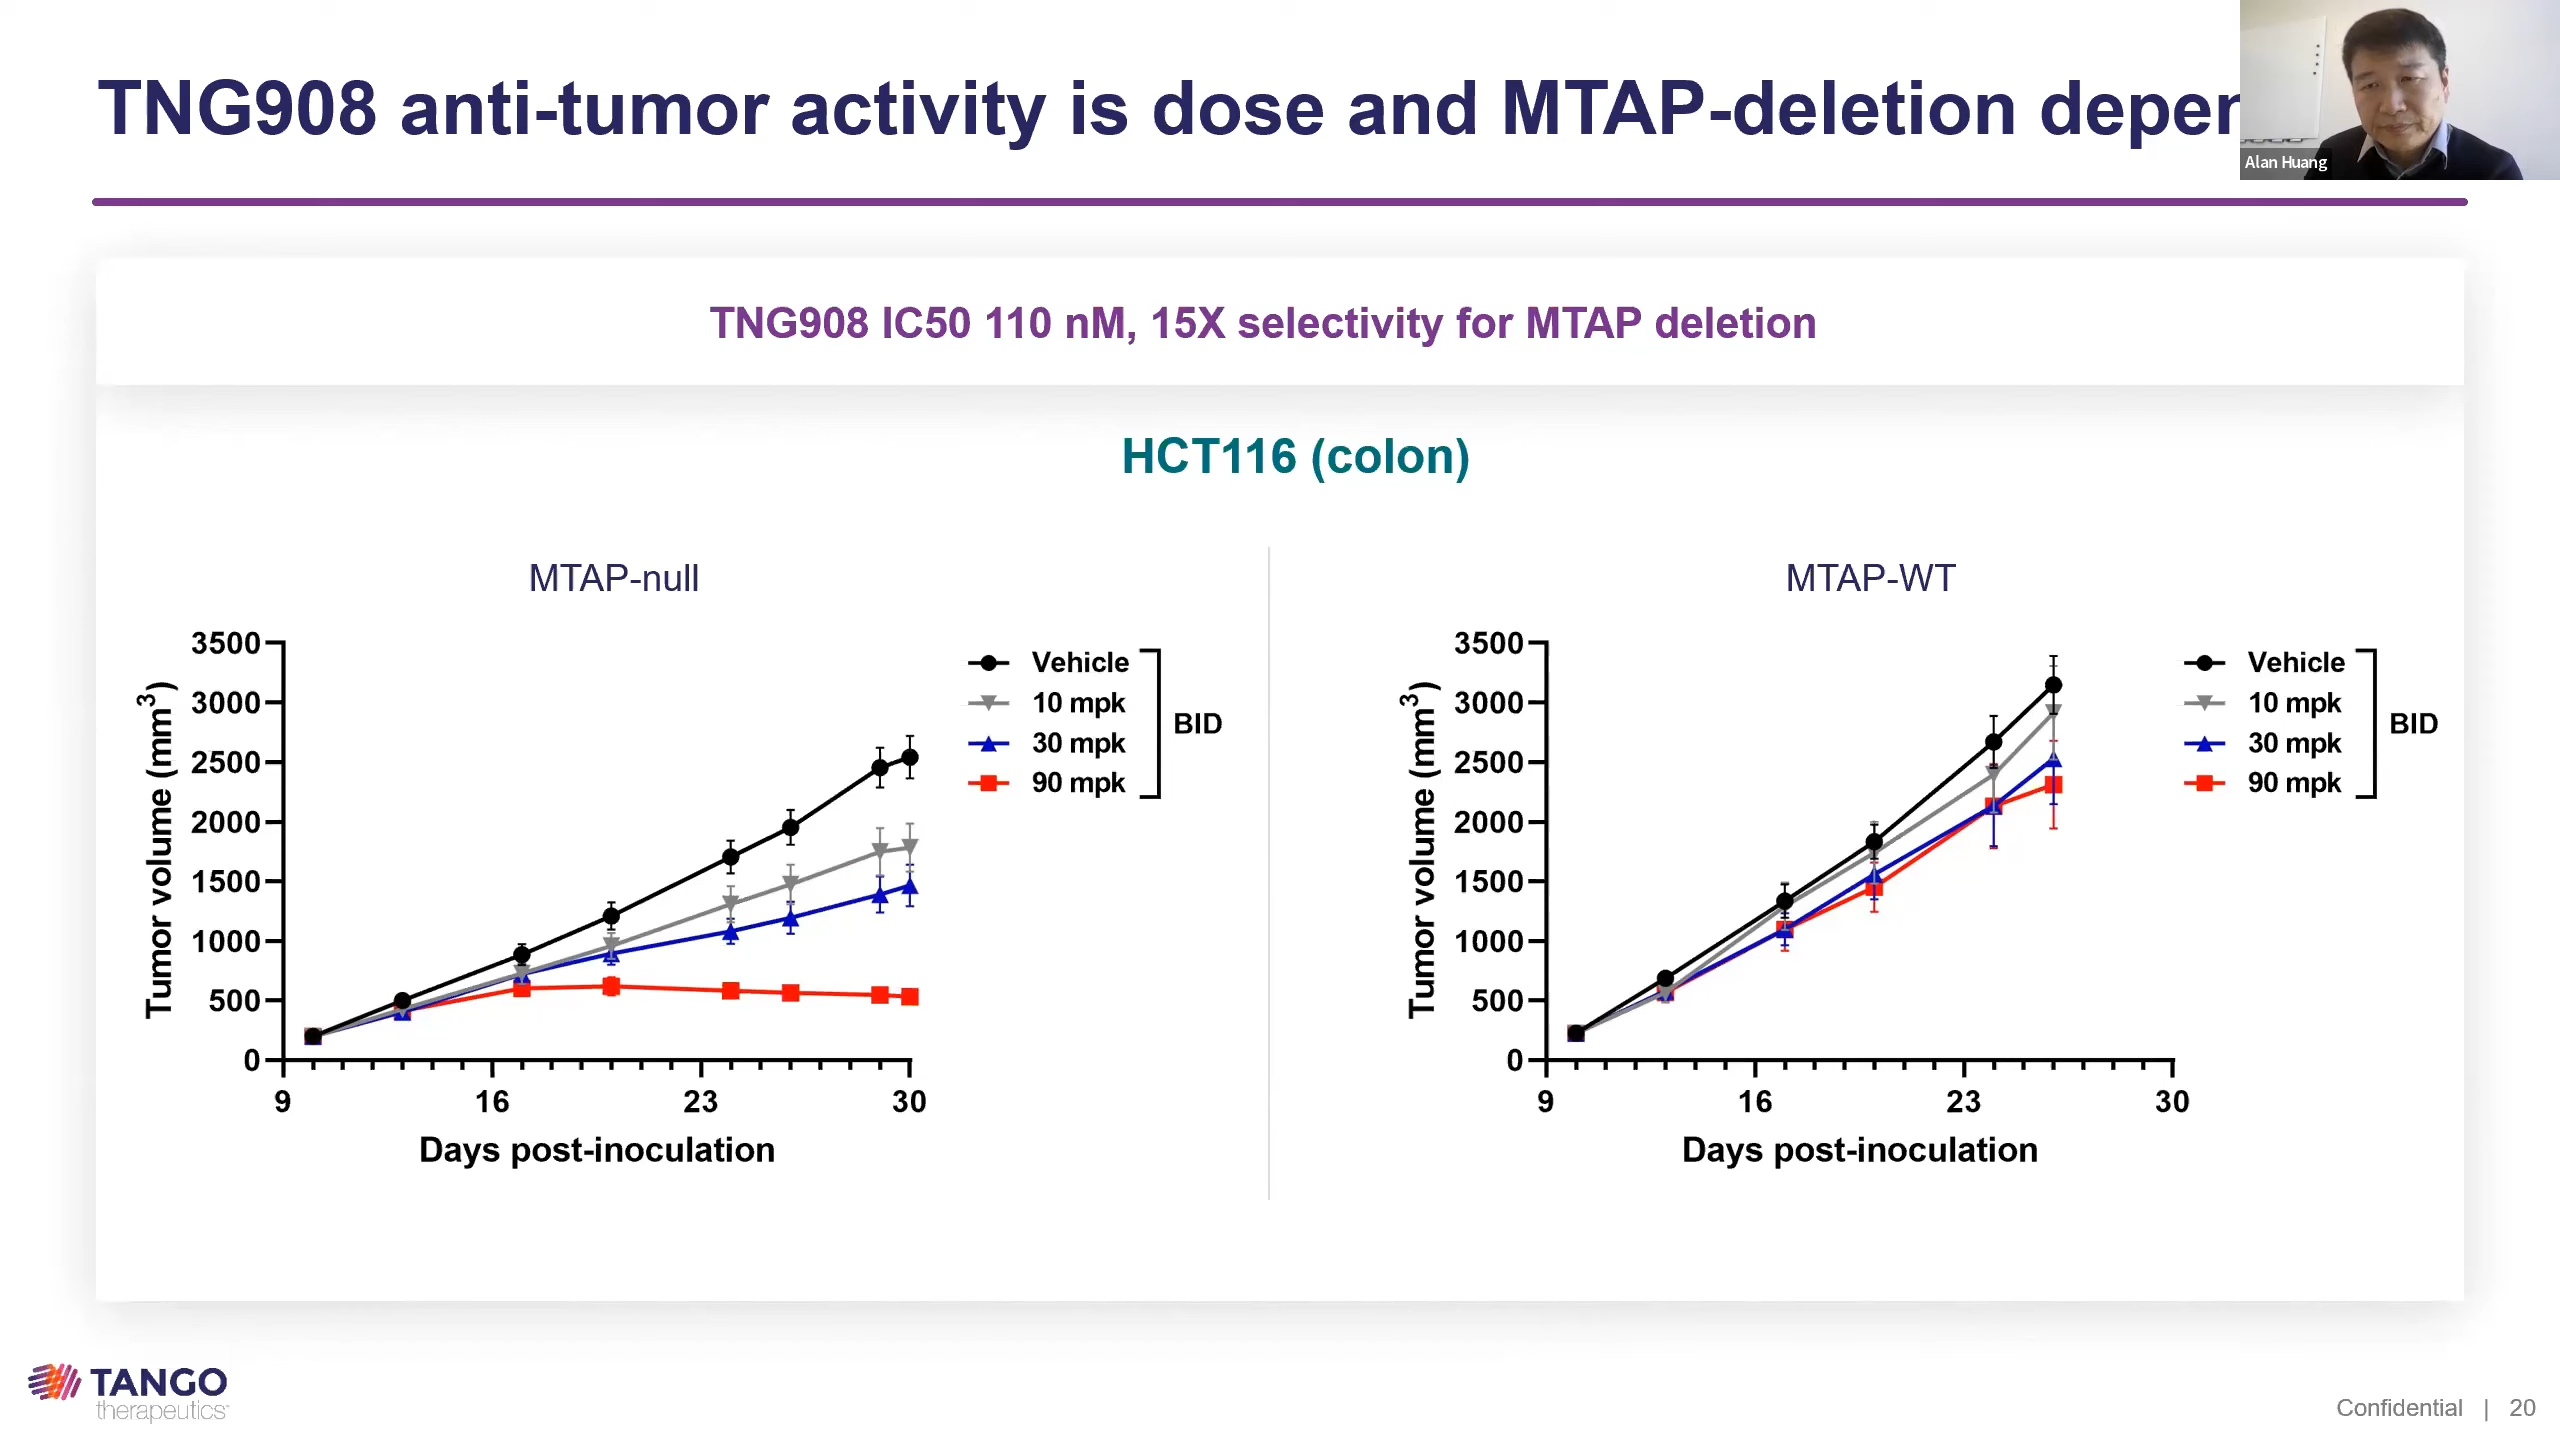 TNG908 anti-tumor activity is dose and MTAP-deletion
Alan Huang
TNG908 IC50 110 nM, 15X selectivity for MTAP deletion
HCT116 (colon)
MTAP-null
3500
3000
2500
2000
1500
1000
500
0
Tumor volume (mm³)
9 16 23 30
Days post-inoculation
Vehicle
10 mpk
30 mpk
90 mpk
BID
MTAP-WT
3500
3000
2500
2000
1500
1000
500
0
Tumor volume (mm³)
9 16 23 30
Days post-inoculation
Vehicle
10 mpk
30 mpk
90 mpk
BID
TANGO
therapeutics
Confidential | 20